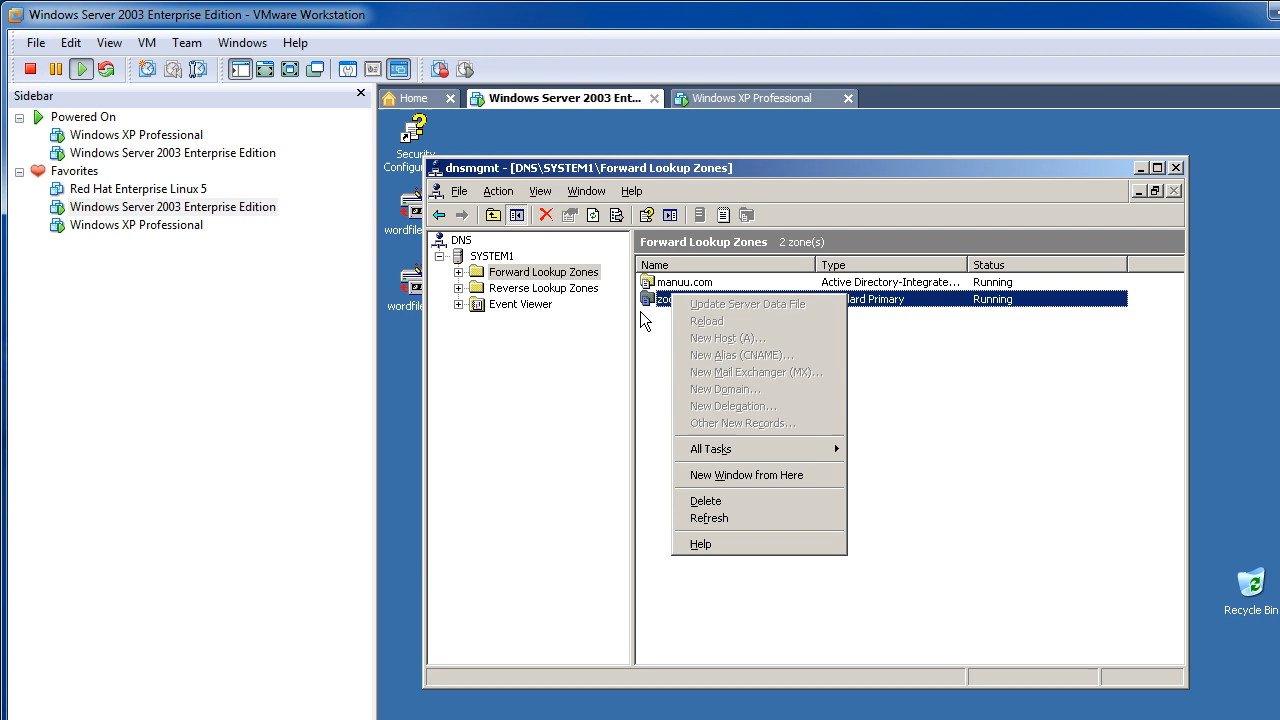 Windows Server 2003 Enterprise Edition - VMware Workstation
File Edit View VM Team Windows Help
Sidebar
Powered On
Windows XP Professional
Windows Server 2003 Enterprise Edition
Favorites
Red Hat Enterprise Linux 5
Windows Server 2003 Enterprise Edition
Windows XP Professional
Home Windows Server 2003 Ent... Windows XP Professional
Security
Configur
wordfile
wordfile
dnsmgmt - [DNS\SYSTEM1\Forward Lookup Zones]
File Action View Window Help
DNS
SYSTEM1
Forward Lookup Zones
Reverse Lookup Zones
Event Viewer
Forward Lookup Zones 2 zone(s)
Name Type Status
manuu.com Active Directory-Integrate... Running
dard Primary Running
Update Server Data File
Reload
New Host (A)...
New Alias (CNAME)...
New Mail Exchanger (MX)...
New Domain...
New Delegation...
Other New Records...
All Tasks
New Window from Here
Delete
Refresh
Help
Recycle Bin